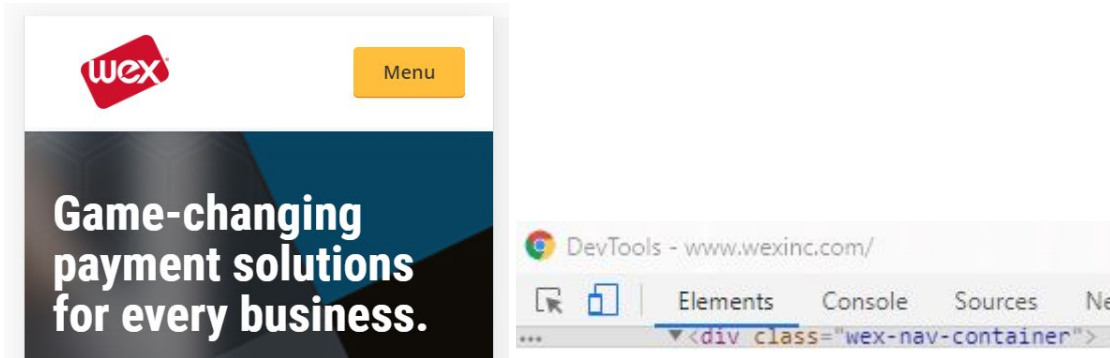 wex
Menu
Game-changing
payment solutions
for every business.
DevTools - www.wexinc.com/
Elements Console Sources Ne
... ▼<div class="wex-nav-container">